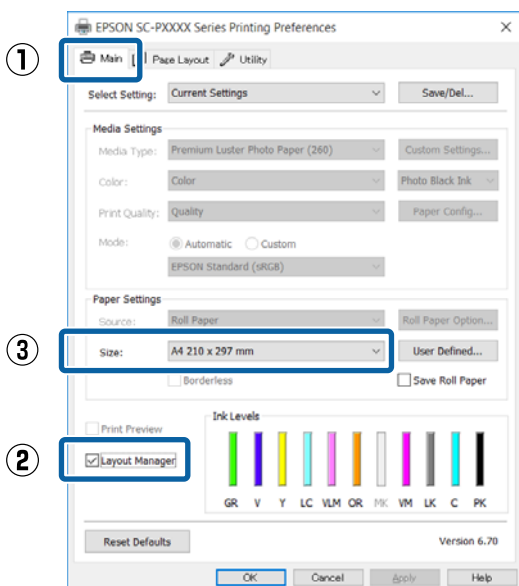 EPSON SC-PXXXX Series Printing Preferences
1
Main Page Layout Utility
Select Setting: Current Settings Save/Del...
Media Settings
Media Type: Premium Luster Photo Paper (260) Custom Settings...
Color: Color Photo Black Ink
Print Quality: Quality Paper Config...
Mode: Automatic Custom
EPSON Standard (sRGB)
Paper Settings
Source: Roll Paper Roll Paper Option...
3
Size: A4 210 x 297 mm User Defined...
Borderless Save Roll Paper
Ink Levels
Print Preview
2
Layout Manager
GR V Y LC VLM OR MK VM LK C PK
Reset Defaults Version 6.70
OK Cancel Apply Help